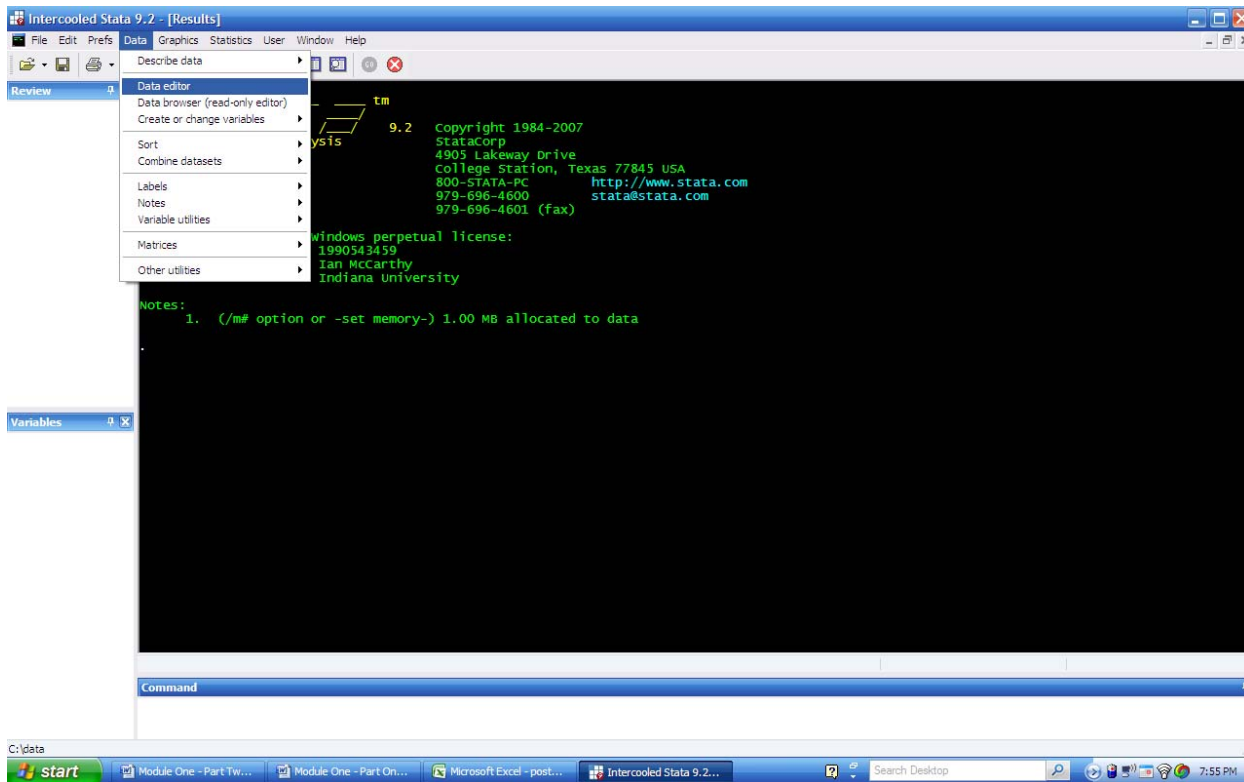 Intercooled Stata 9.2 - [Results]
File Edit Prefs Data Graphics Statistics User Window Help
Describe data
Data editor
Data browser (read-only editor)
Create or change variables
Sort
Combine datasets
Labels
Notes
Variable utilities
Matrices
Other utilities
Review
tm
9.2 Copyright 1984-2007
ysis StataCorp
4905 Lakeway Drive
College Station, Texas 77845 USA
800-STATA-PC http://www.stata.com
979-696-4600 stata@stata.com
979-696-4601 (fax)
Windows perpetual license:
1990543459
Ian McCarthy
Indiana University
Notes:
1. (/m# option or -set memory-) 1.00 MB allocated to data
.
Variables
Command
C:\data
start
Module One - Part Tw...
Module One - Part On...
Microsoft Excel - post...
Intercooled Stata 9.2...
Search Desktop
7:55 PM